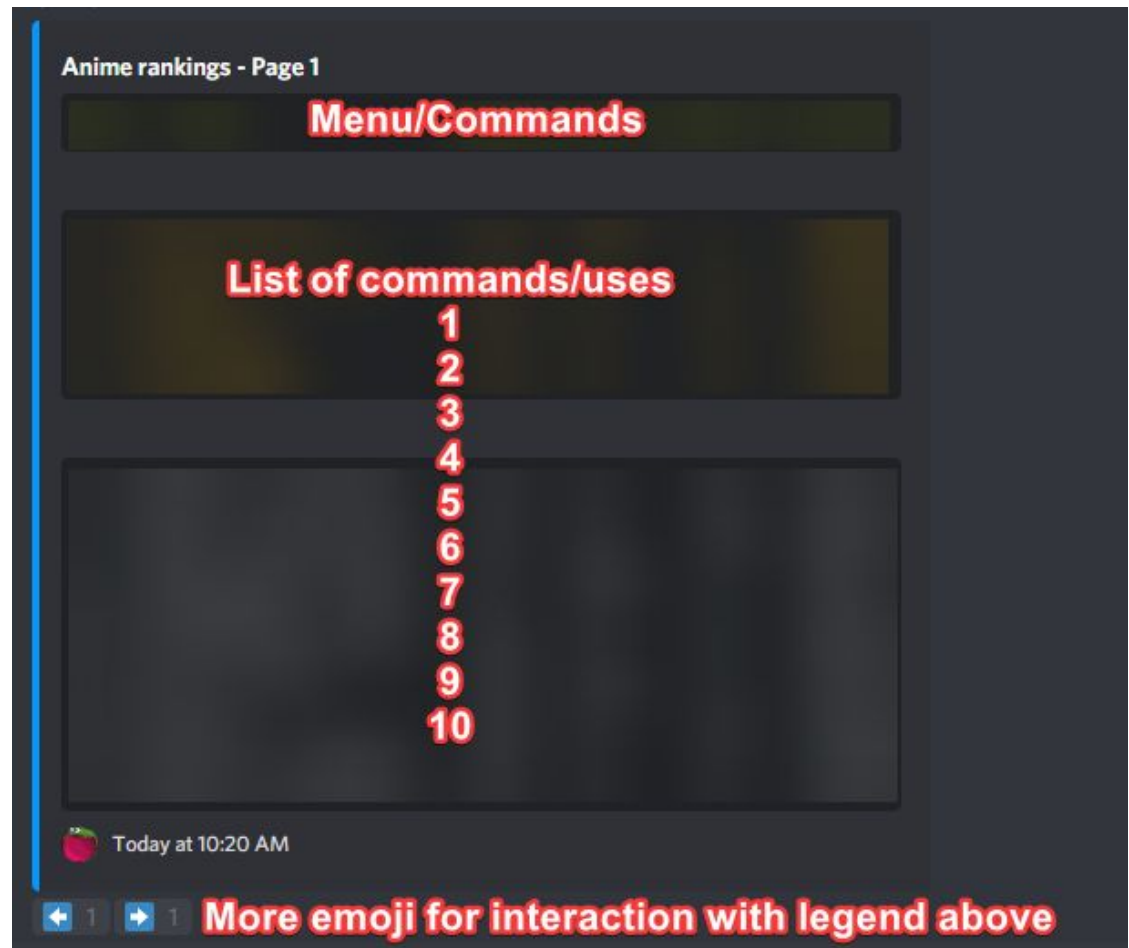 Anime rankings - Page 1
Menu/Commands
List of commands/uses
1
2
3
4
5
6
7
8
9
10
Today at 10:20 AM
1 1 More emoji for interaction with legend above